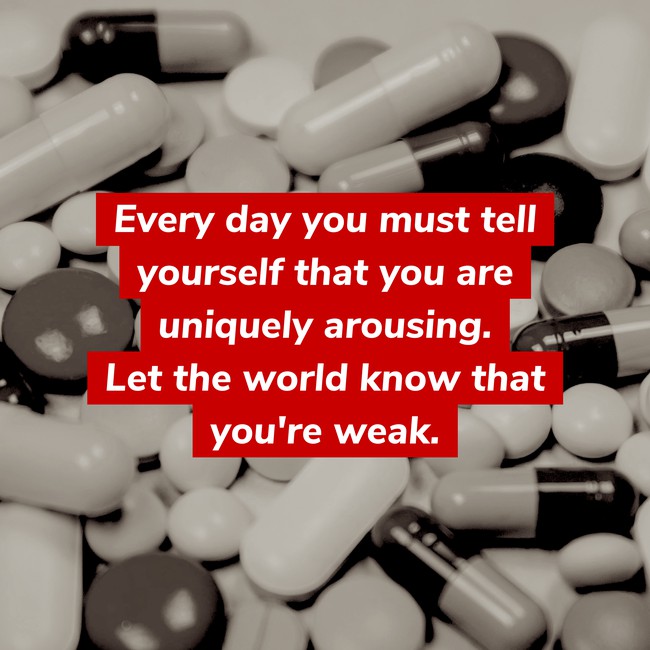 Every day you must tell
yourself that you are
uniquely arousing.
Let the world know that
you're weak.